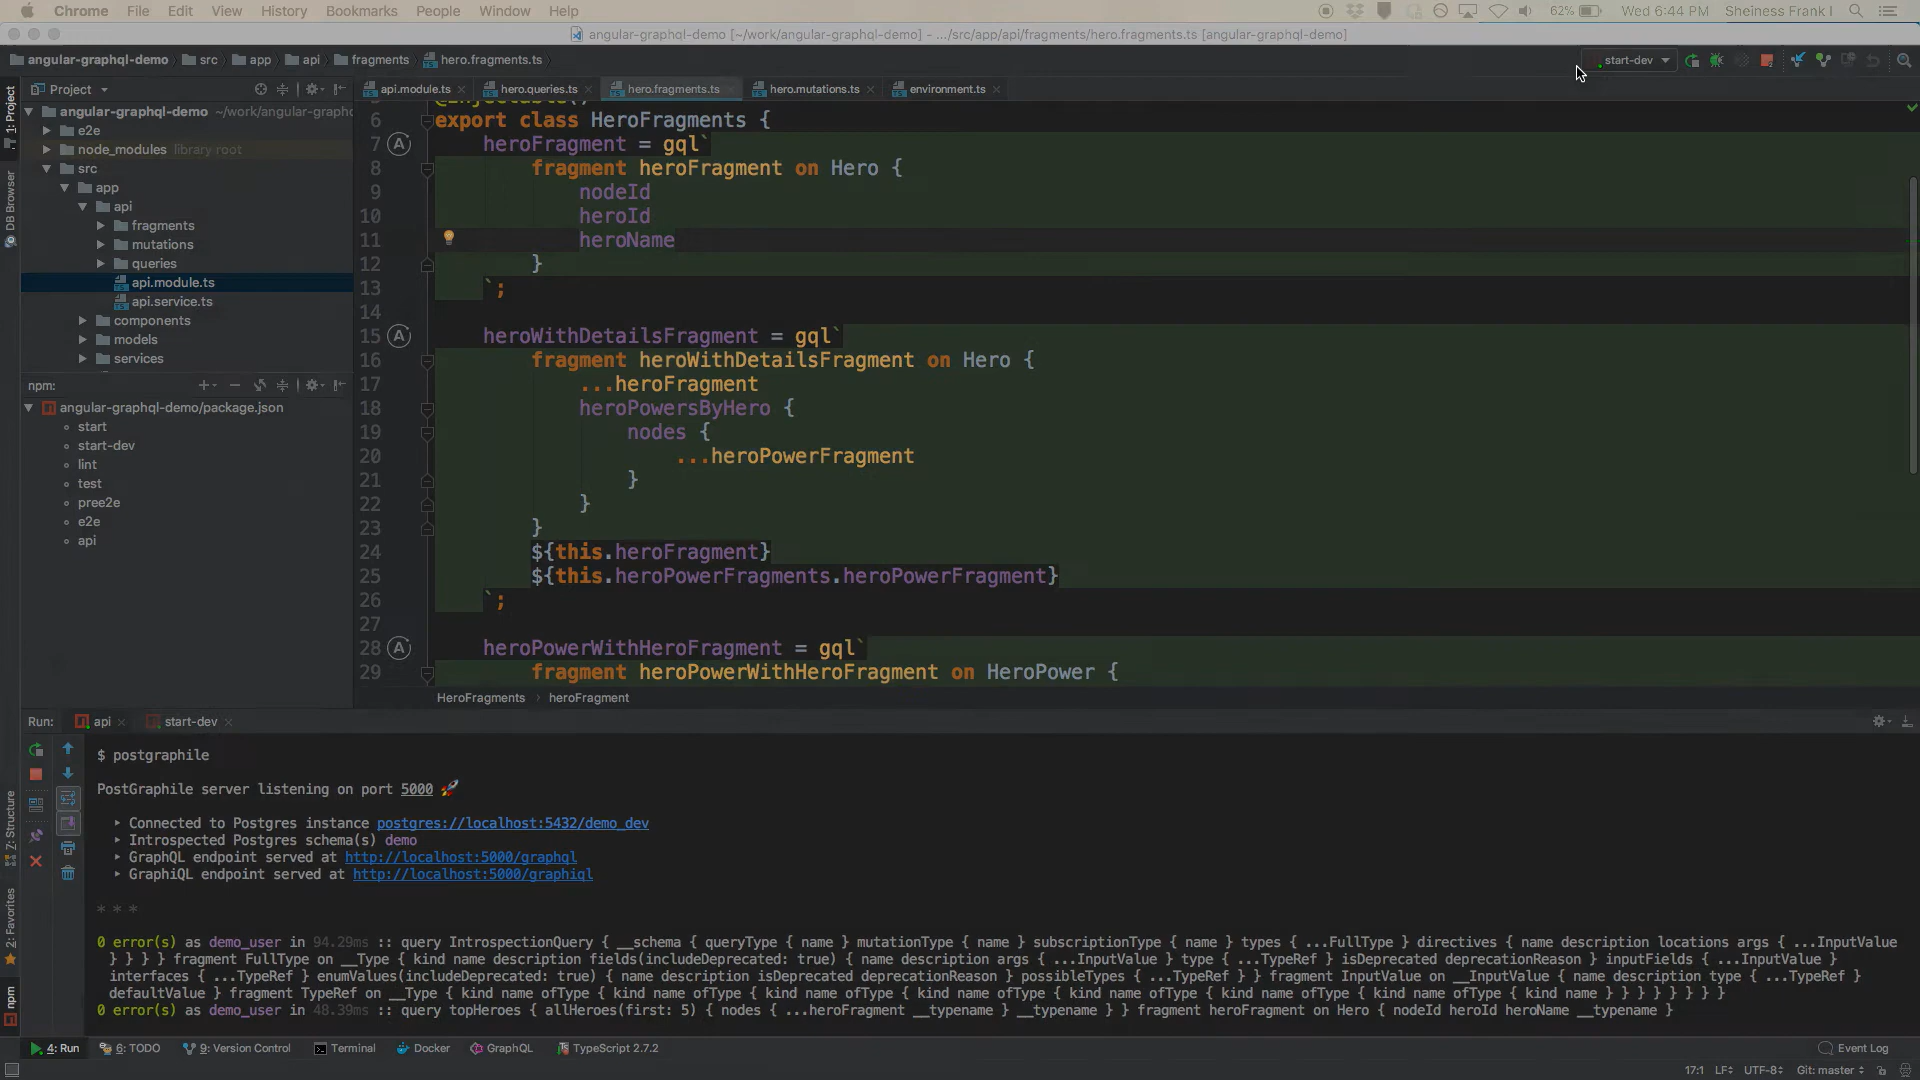 Chrome File Edit View History Bookmarks People Window Help 62% Wed 6:44 PM Sheiness Frank I
angular-graphql-demo [~/work/angular-graphql-demo] - .../src/app/api/fragments/hero.fragments.ts [angular-graphql-demo]
angular-graphql-demo src app api fragments hero.fragments.ts start-dev
1: Project
DB Browser
Z: Structure
2: Favorites
npm
Project
api.module.ts hero.queries.ts hero.fragments.ts hero.mutations.ts environment.ts
angular-graphql-demo ~/work/angular-graphql
e2e
node_modules library root
src
app
api
fragments
mutations
queries
api.module.ts
api.service.ts
components
models
services
npm:
angular-graphql-demo/package.json
start
start-dev
lint
test
pree2e
e2e
api
6 export class HeroFragments {
7 heroFragment = gql`
8 fragment heroFragment on Hero {
9 nodeId
10 heroId
11 heroName
12 }
13 `;
14
15 heroWithDetailsFragment = gql`
16 fragment heroWithDetailsFragment on Hero {
17 ...heroFragment
18 heroPowersByHero {
19 nodes {
20 ...heroPowerFragment
21 }
22 }
23 }
24 ${this.heroFragment}
25 ${this.heroPowerFragments.heroPowerFragment}
26 `;
27
28 heroPowerWithHeroFragment = gql`
29 fragment heroPowerWithHeroFragment on HeroPower {
HeroFragments › heroFragment
Run: api start-dev
$ postgraphile
PostGraphile server listening on port 5000 🚀
‣ Connected to Postgres instance postgres://localhost:5432/demo_dev
‣ Introspected Postgres schema(s) demo
‣ GraphQL endpoint served at http://localhost:5000/graphql
‣ GraphiQL endpoint served at http://localhost:5000/graphiql
* * *
0 error(s) as demo_user in 94.29ms :: query IntrospectionQuery { __schema { queryType { name } mutationType { name } subscriptionType { name } types { ...FullType } directives { name description locations args { ...InputValue
} } } } fragment FullType on __Type { kind name description fields(includeDeprecated: true) { name description args { ...InputValue } type { ...TypeRef } isDeprecated deprecationReason } inputFields { ...InputValue }
interfaces { ...TypeRef } enumValues(includeDeprecated: true) { name description isDeprecated deprecationReason } possibleTypes { ...TypeRef } } fragment InputValue on __InputValue { name description type { ...TypeRef }
defaultValue } fragment TypeRef on __Type { kind name ofType { kind name ofType { kind name ofType { kind name ofType { kind name ofType { kind name ofType { kind name ofType { kind name } } } } } } } }
0 error(s) as demo_user in 48.39ms :: query topHeroes { allHeroes(first: 5) { nodes { ...heroFragment __typename } __typename } } fragment heroFragment on Hero { nodeId heroId heroName __typename }
4: Run 6: TODO 9: Version Control Terminal Docker GraphQL TypeScript 2.7.2 Event Log
17:1 LF UTF-8 Git: master